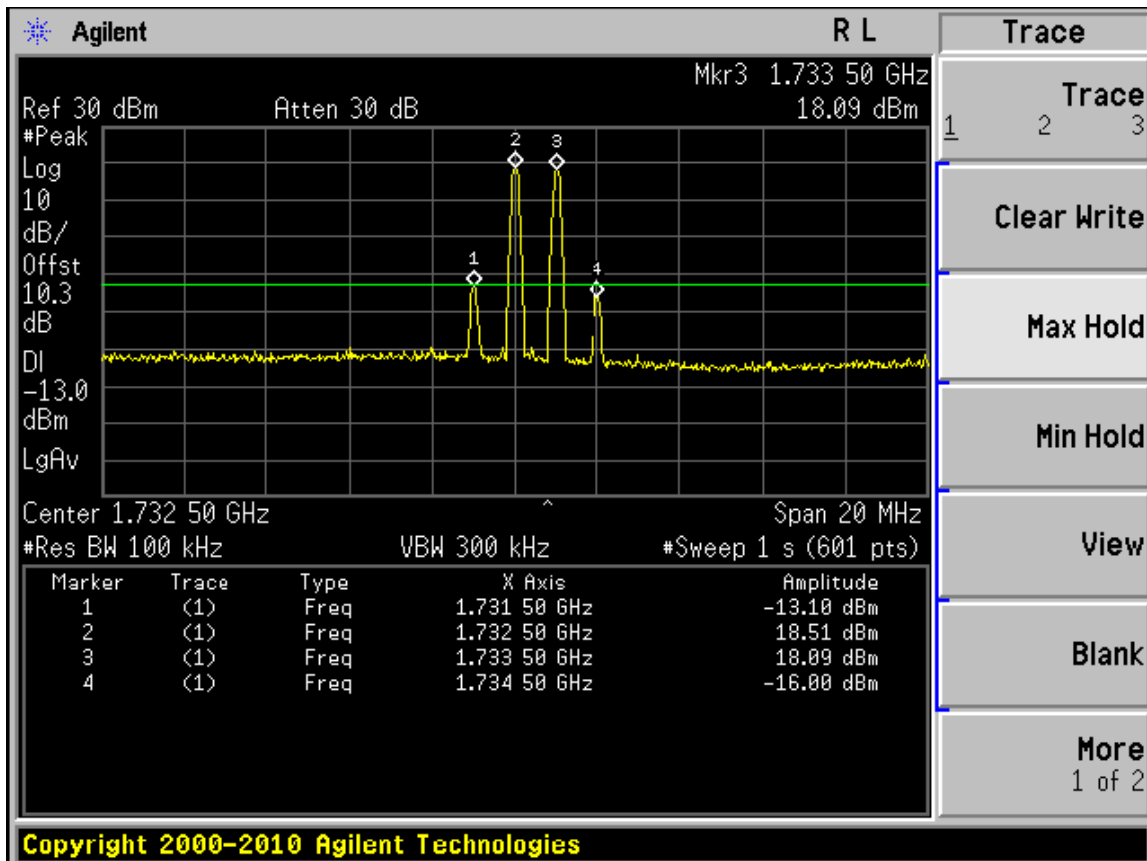 Agilent R L
Mkr3 1.733 50 GHz
Ref 30 dBm Atten 30 dB 18.09 dBm
#Peak
Log
10
dB/
Offst
10.3
dB
DI
-13.0
dBm
LgAv
1
2
3
4
Center 1.732 50 GHz ^ Span 20 MHz
#Res BW 100 kHz VBW 300 kHz #Sweep 1 s (601 pts)
Marker Trace Type X Axis Amplitude
1 (1) Freq 1.731 50 GHz -13.10 dBm
2 (1) Freq 1.732 50 GHz 18.51 dBm
3 (1) Freq 1.733 50 GHz 18.09 dBm
4 (1) Freq 1.734 50 GHz -16.00 dBm
Trace
Trace
1 2 3
Clear Write
Max Hold
Min Hold
View
Blank
More
1 of 2
Copyright 2000-2010 Agilent Technologies